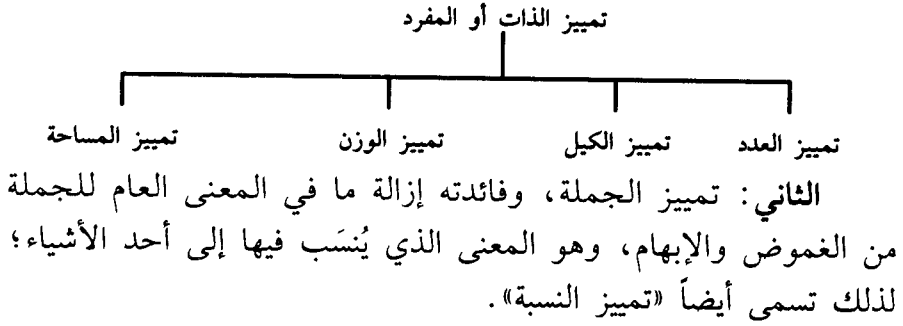 تمييز الذات أو المفرد
تمييز العدد تمييز الكيل تمييز الوزن تمييز المساحة
الثاني: تمييز الجملة، وفائدته إزالة ما في المعنى العام للجملة
من الغموض والإبهام، وهو المعنى الذي يُنسَب فيها إلى أحد الأشياء؛
لذلك تسمى أيضاً «تمييز النسبة».